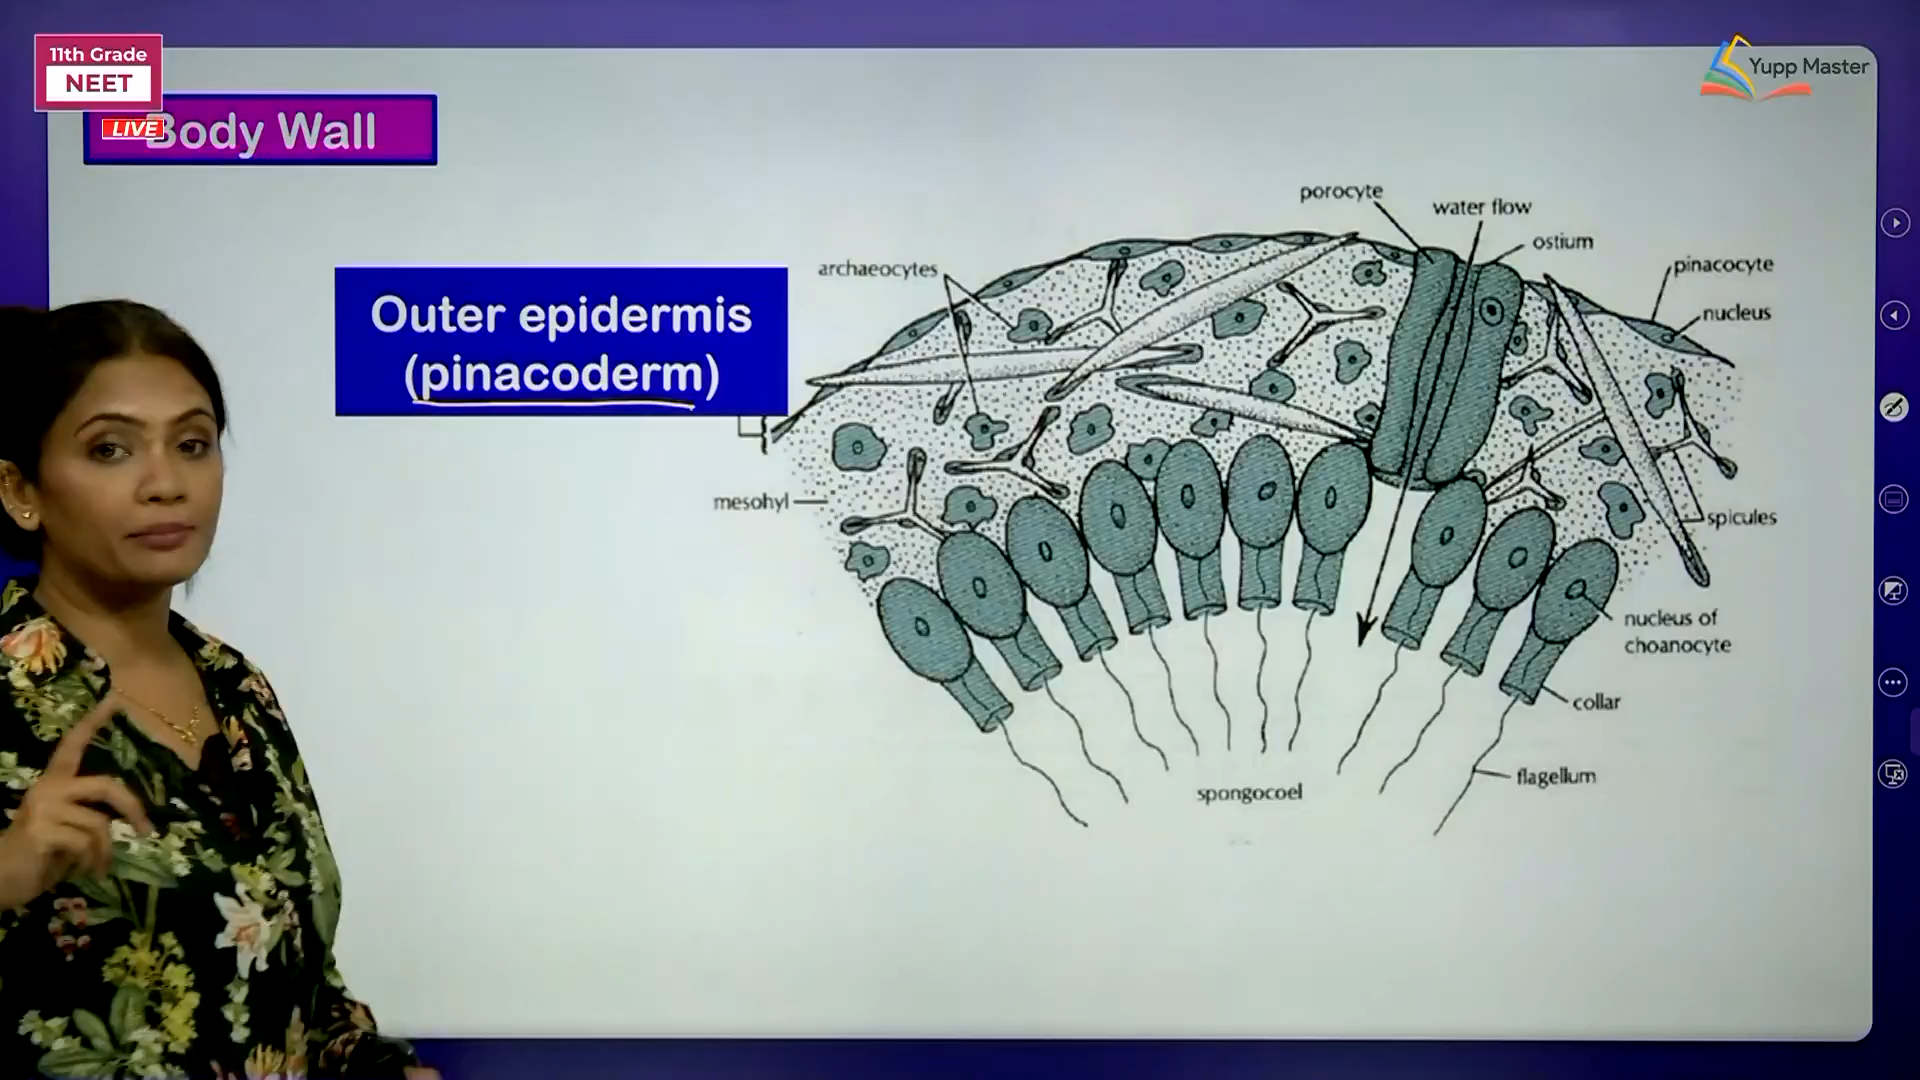 11th Grade
NEET
LIVE
Body Wall
Yupp Master
Outer epidermis
(pinacoderm)
porocyte
water flow
ostium
archaeocytes
pinacocyte
nucleus
mesohyl
spicules
nucleus of
choanocyte
collar
flagellum
spongocoel